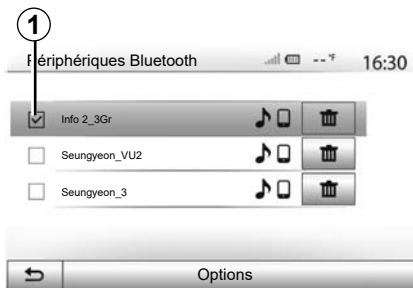 1
Périphériques Bluetooth --°F 16:30
Info 2_3Gr
Seungyeon_VU2
Seungyeon_3
Options